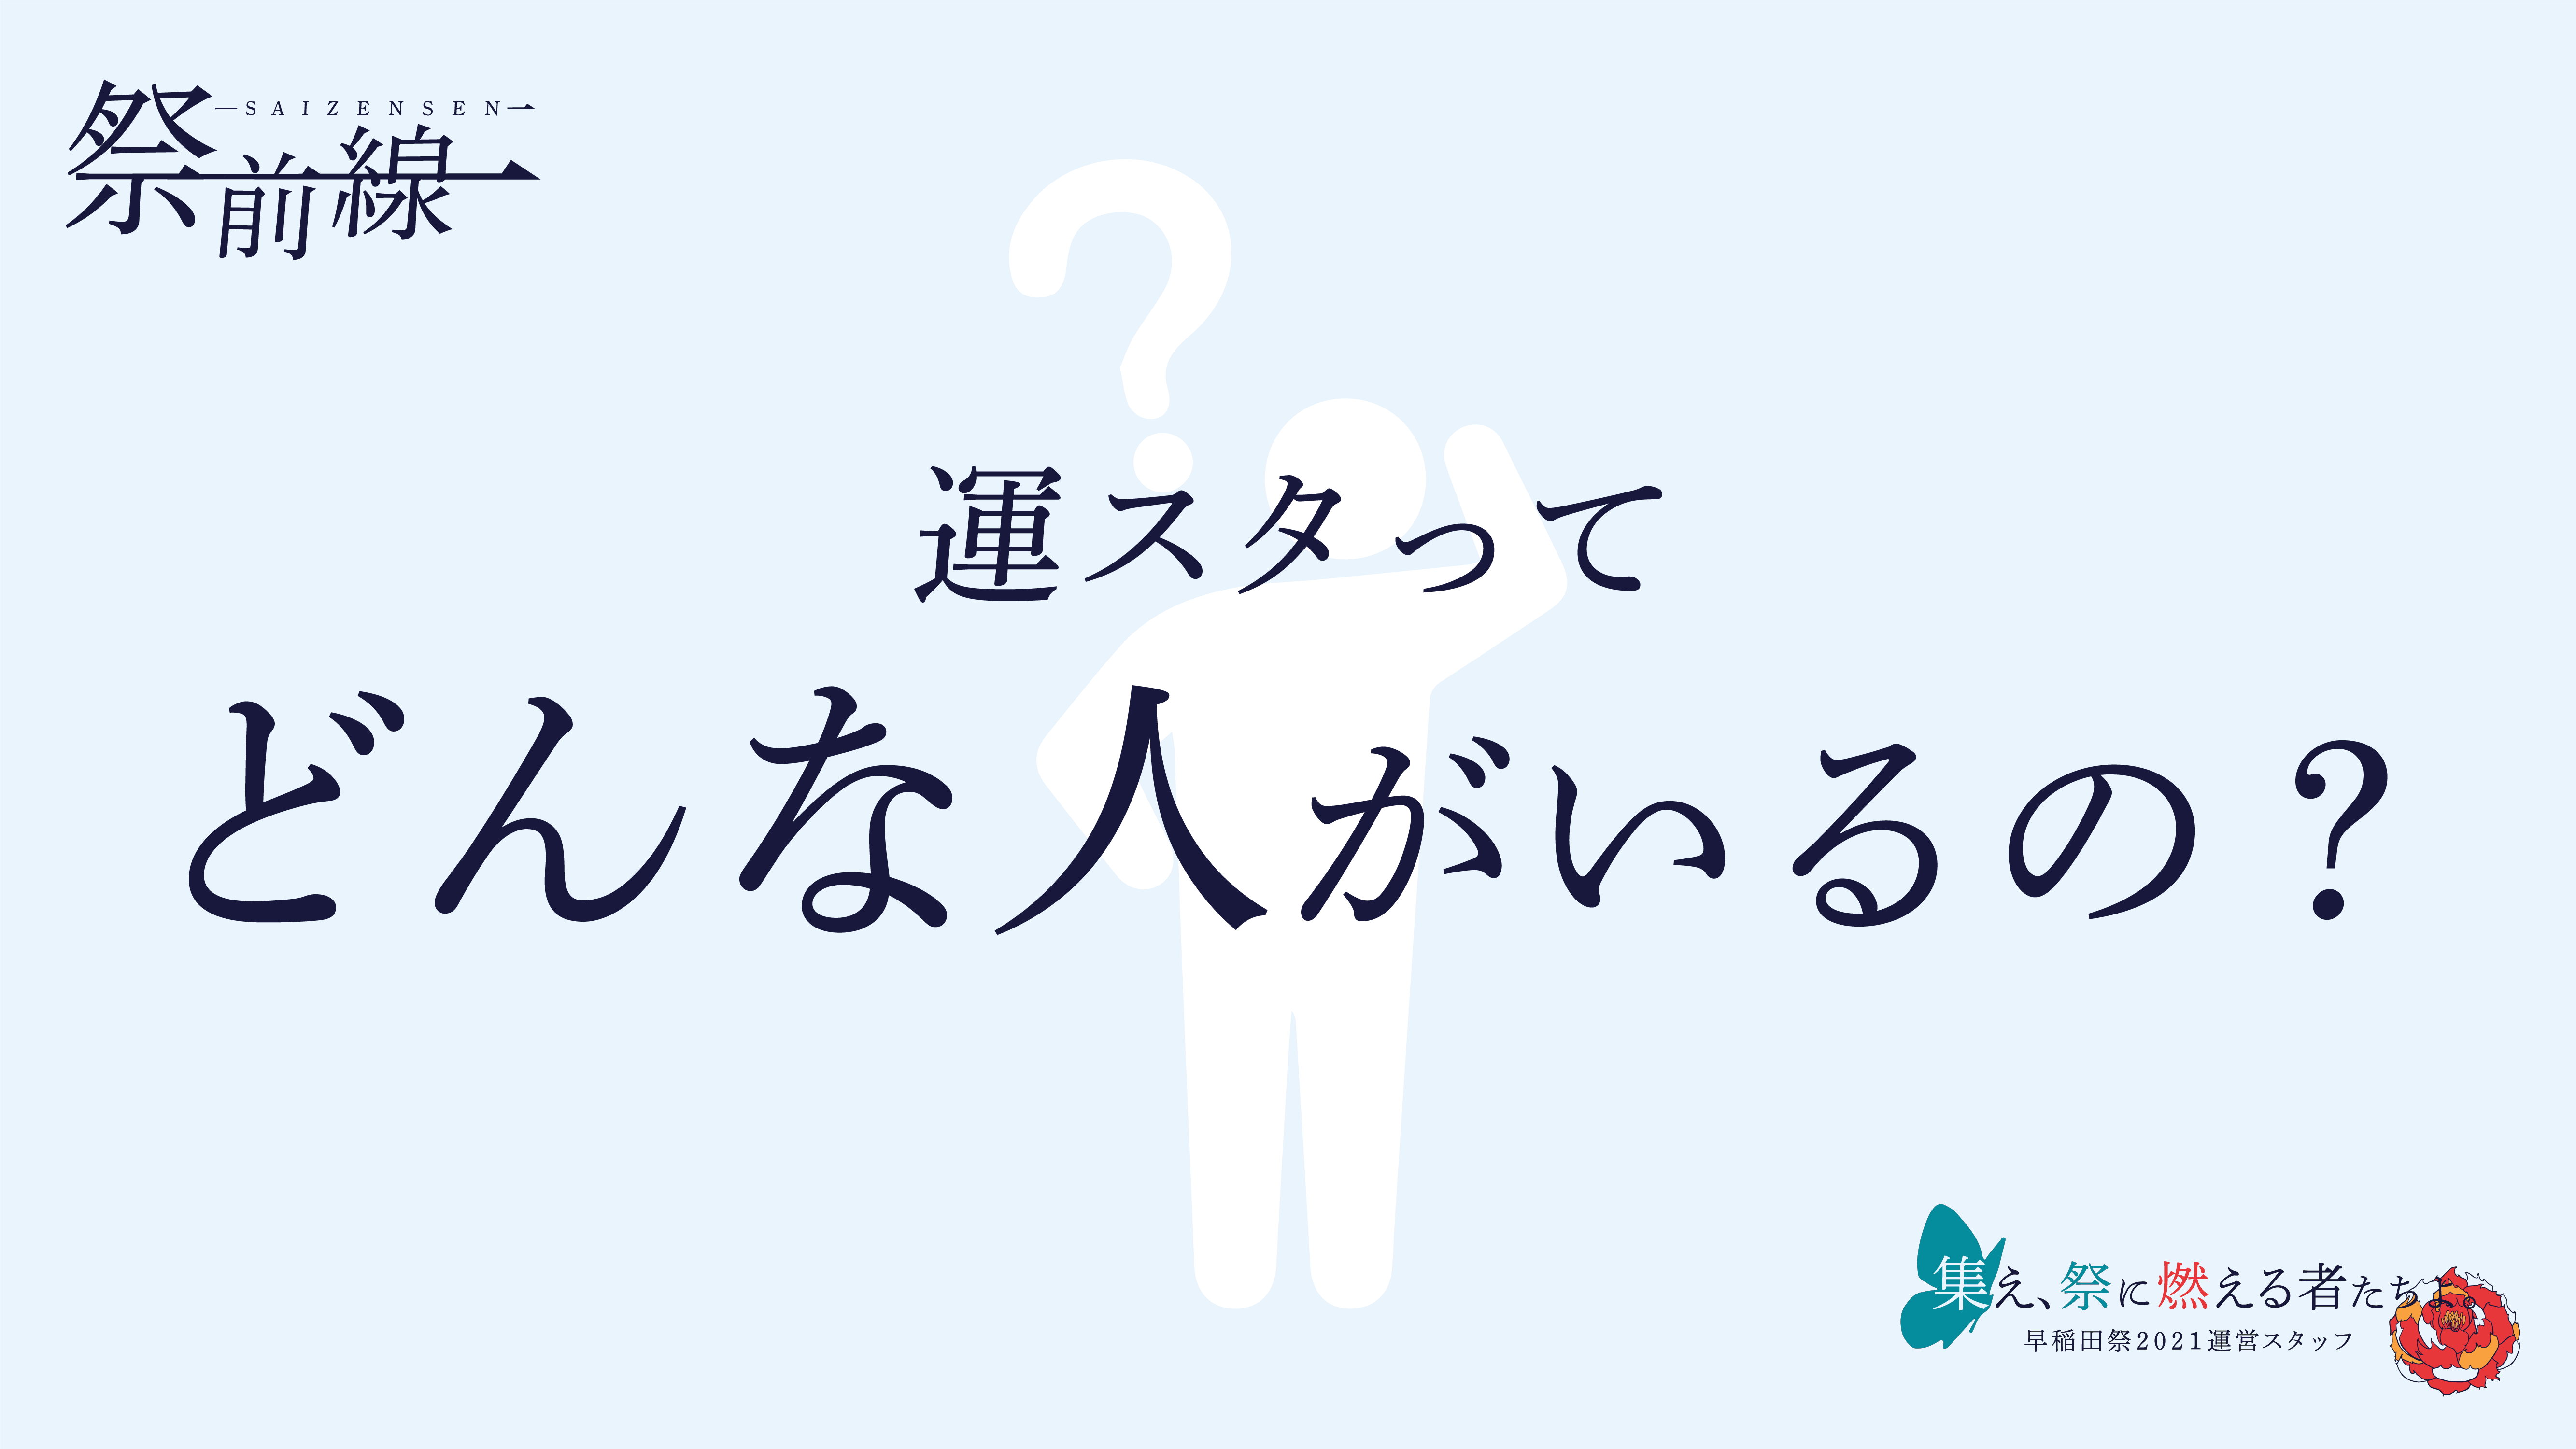 祭前線
SAIZENSEN
運スタって
どんな人がいるの？
集え、祭に燃える者たちよ。
早稲田祭2021運営スタッフ